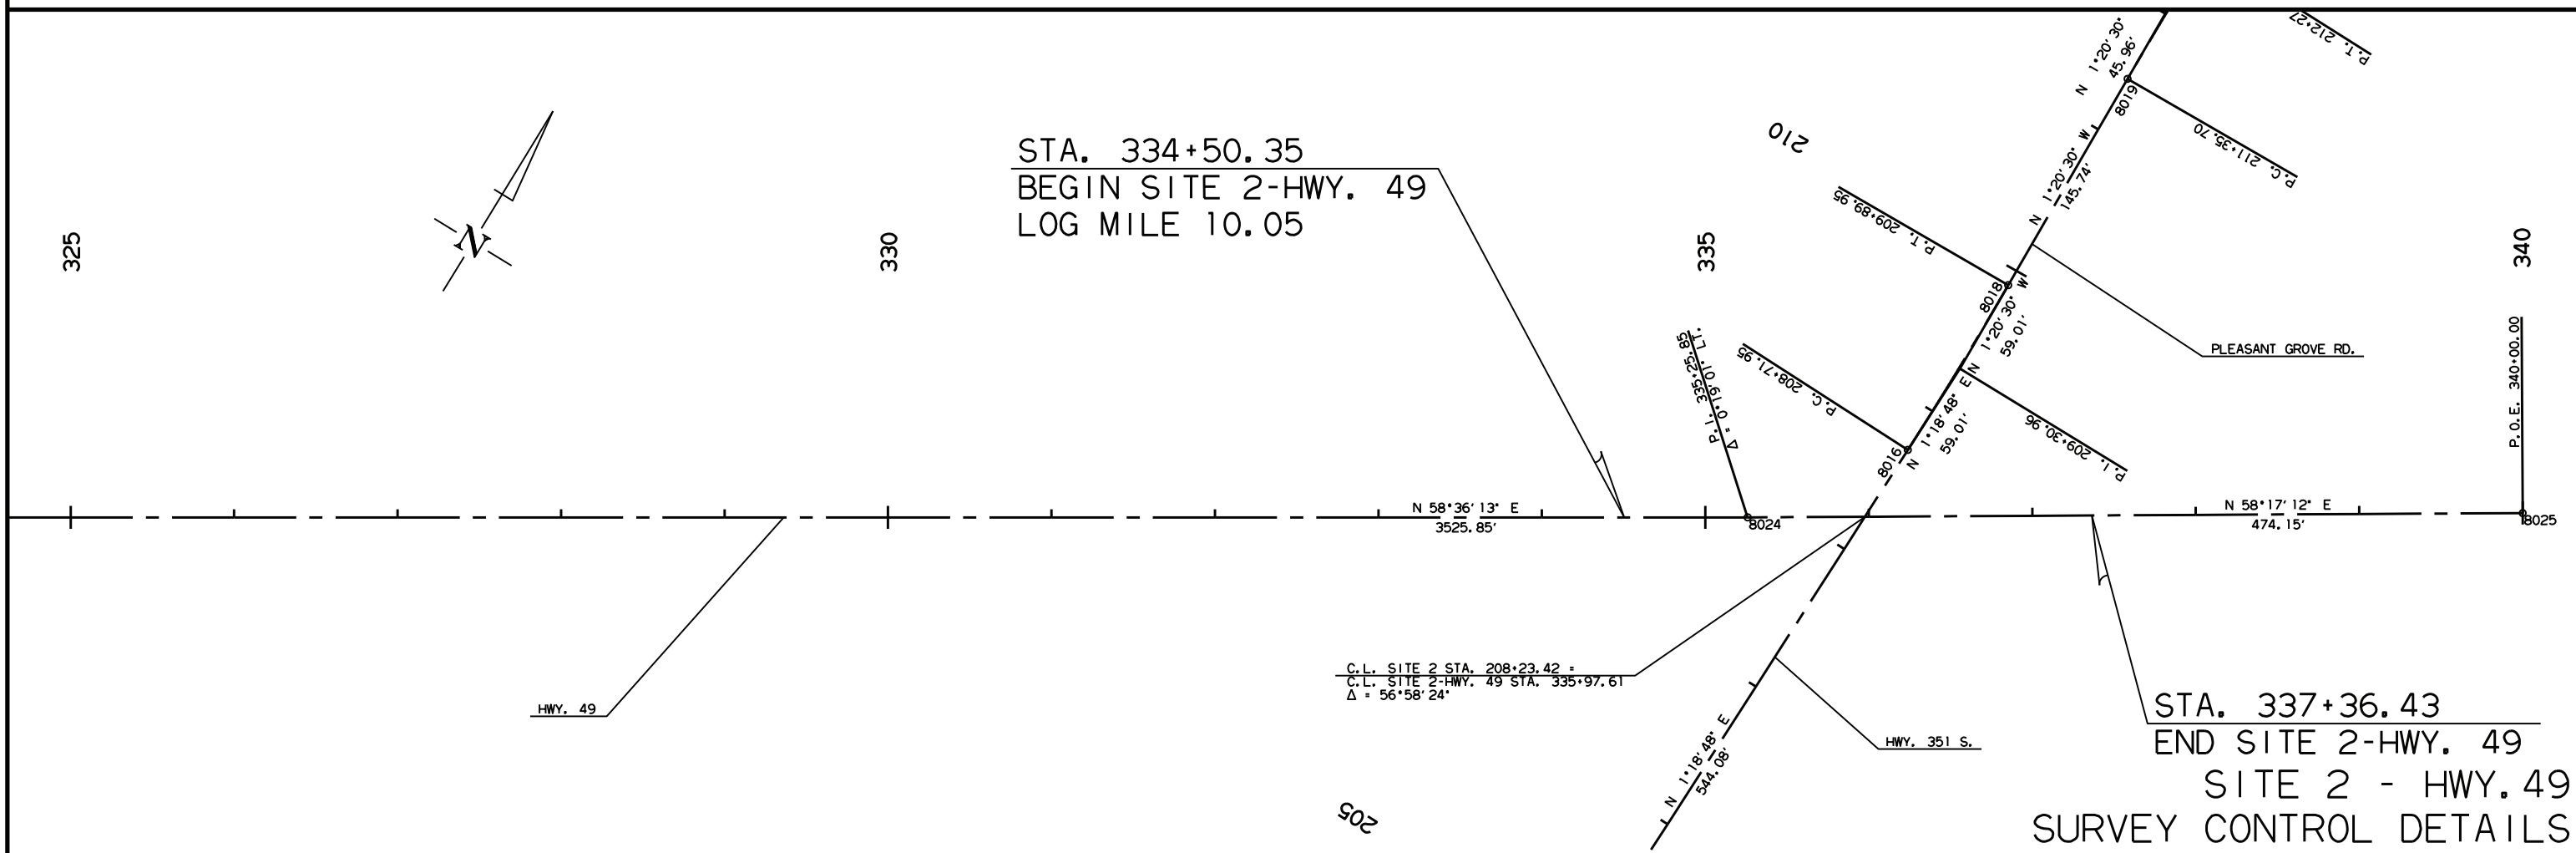 325
N
330
STA. 334+50.35
BEGIN SITE 2-HWY. 49
LOG MILE 10.05
335
340
210
P.T. 212+27
N 1°20'30"
45.96'
8019
P.C. 211+35.70
N 1°20'30" W
145.74'
P.T. 209+89.95
8018
N 1°20'30" W
59.01'
PLEASANT GROVE RD.
P.I. 335+25.85
Δ = 0°19'01" LT.
P.C. 208+71.95
8016
N 1°18'48" E
59.01'
P.I. 209+30.96
P.O.E. 340+00.00
N 58°36'13" E
3525.85'
8024
N 58°17'12" E
474.15'
8025
HWY. 49
C.L. SITE 2 STA. 208+23.42 =
C.L. SITE 2-HWY. 49 STA. 335+97.61
Δ = 56°58'24"
HWY. 351 S.
N 1°18'48" E
544.08'
205
STA. 337+36.43
END SITE 2-HWY. 49
SITE 2 - HWY. 49
SURVEY CONTROL DETAILS